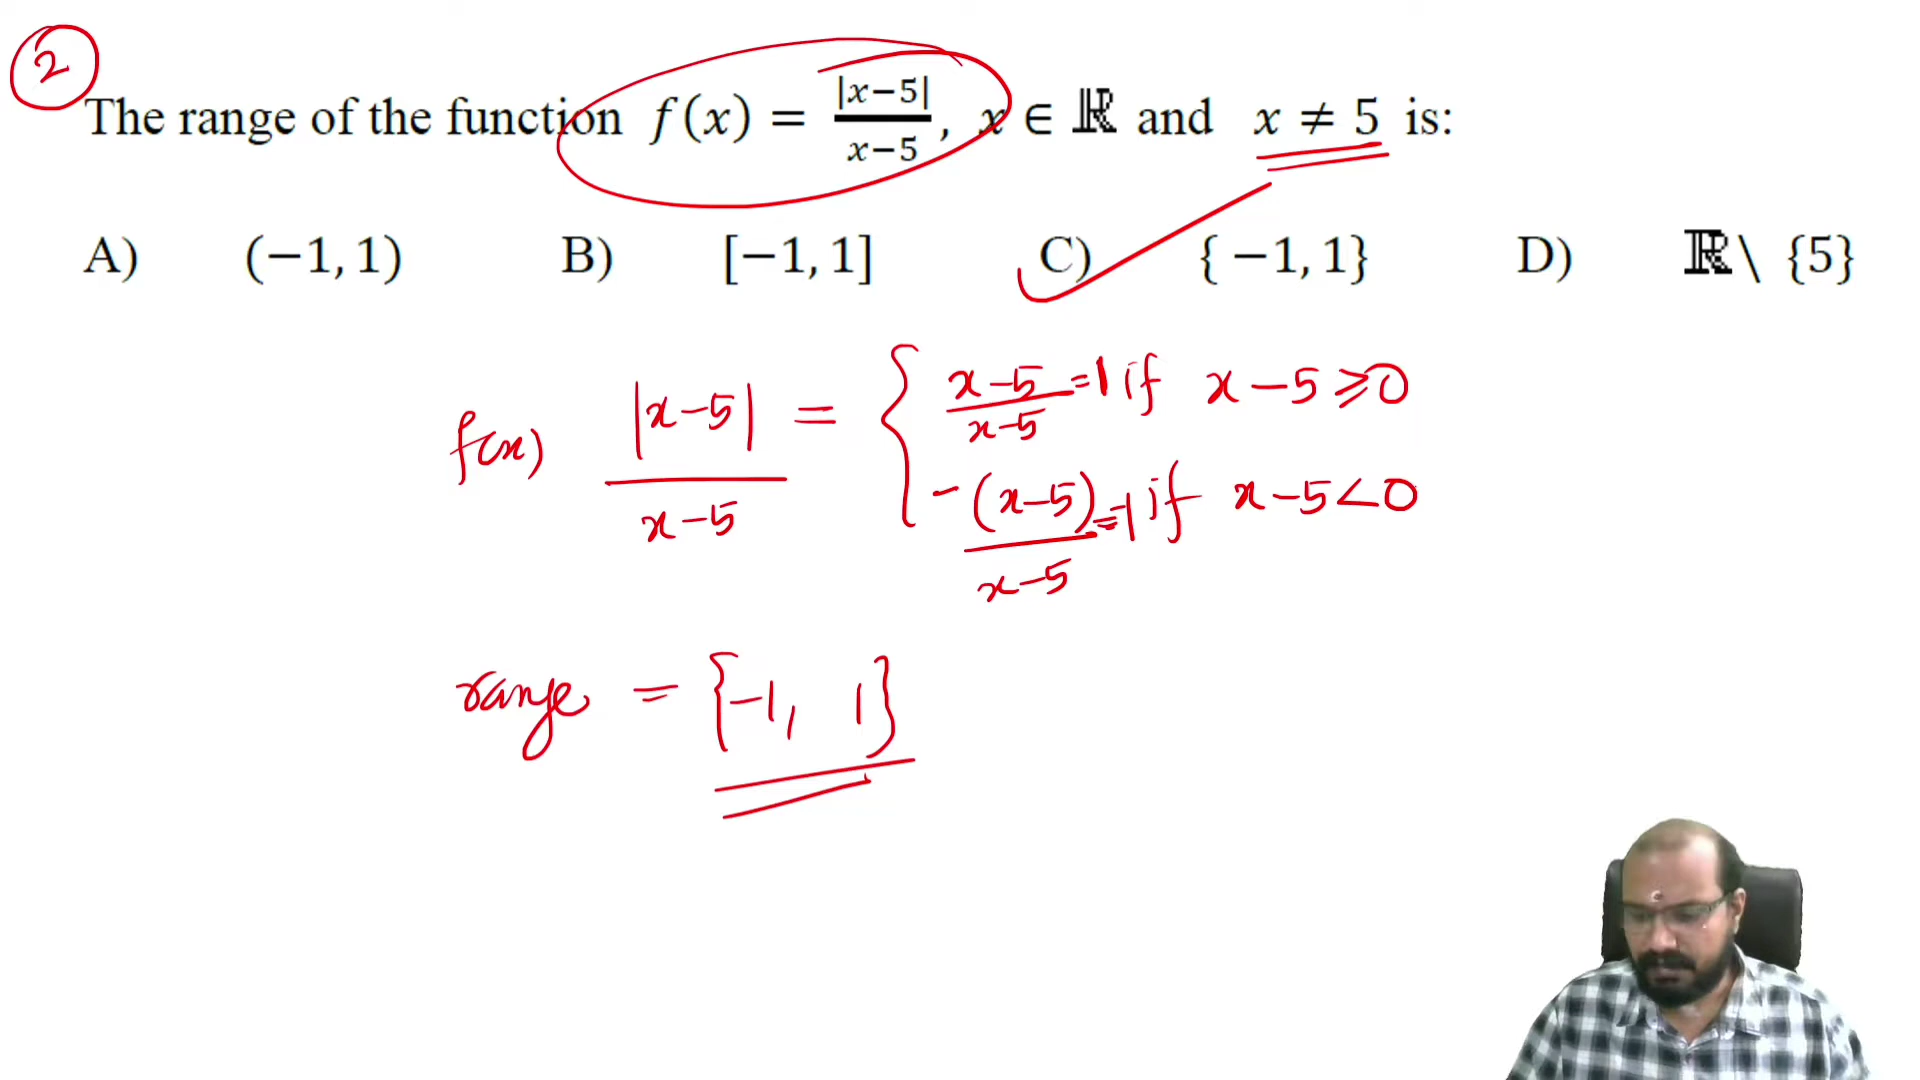 2
The range of the function f(x) = |x−5| / x−5, x ∈ ℝ and x ≠ 5 is:
A) (−1, 1) B) [−1, 1] C) { −1, 1} D) ℝ\ {5}
f(x) |x−5| / x−5 = { x−5 / x−5 =1 if x−5 ⩾0
−(x−5) / x−5 =−1 if x−5<0
range = {−1, 1}